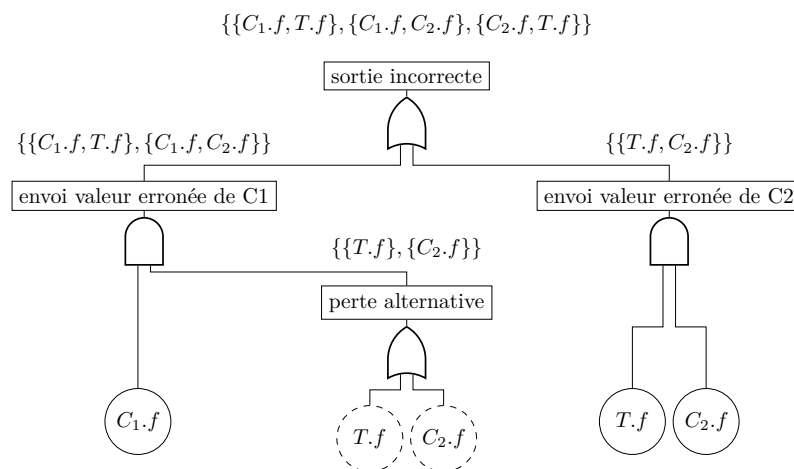 {{C₁.f, T.f}, {C₁.f, C₂.f}, {C₂.f, T.f}}
sortie incorrecte
{{C₁.f, T.f}, {C₁.f, C₂.f}}
{{T.f, C₂.f}}
envoi valeur erronée de C1
envoi valeur erronée de C2
{{T.f}, {C₂.f}}
perte alternative
C₁.f
T.f
C₂.f
T.f
C₂.f